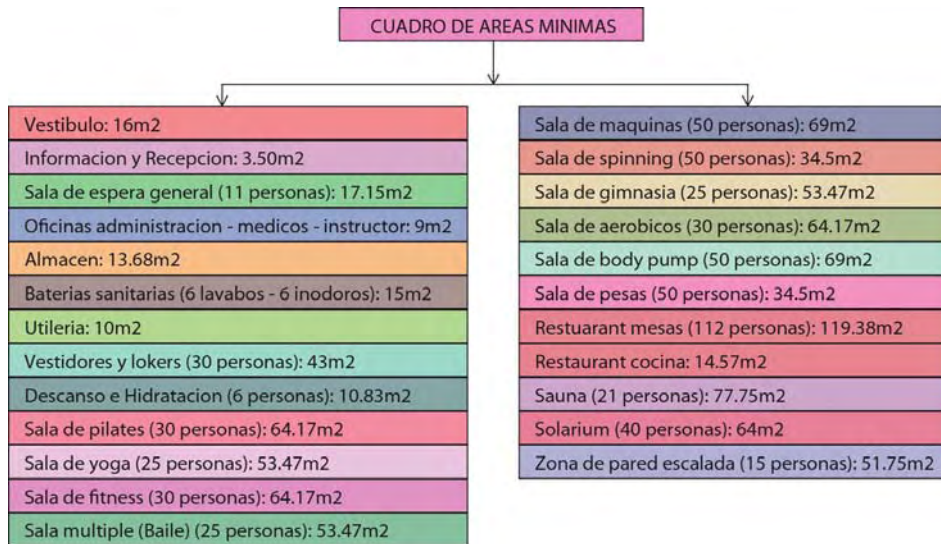 CUADRO DE AREAS MINIMAS
Vestibulo: 16m2
Informacion y Recepcion: 3.50m2
Sala de espera general (11 personas): 17.15m2
Oficinas administracion - medicos - instructor: 9m2
Almacen: 13.68m2
Baterias sanitarias (6 lavabos - 6 inodoros): 15m2
Utileria: 10m2
Vestidores y lokers (30 personas): 43m2
Descanso e Hidratacion (6 personas): 10.83m2
Sala de pilates (30 personas): 64.17m2
Sala de yoga (25 personas): 53.47m2
Sala de fitness (30 personas): 64.17m2
Sala multiple (Baile) (25 personas): 53.47m2
Sala de maquinas (50 personas): 69m2
Sala de spinning (50 personas): 34.5m2
Sala de gimnasia (25 personas): 53.47m2
Sala de aerobicos (30 personas): 64.17m2
Sala de body pump (50 personas): 69m2
Sala de pesas (50 personas): 34.5m2
Restuarant mesas (112 personas): 119.38m2
Restaurant cocina: 14.57m2
Sauna (21 personas): 77.75m2
Solarium (40 personas): 64m2
Zona de pared escalada (15 personas): 51.75m2